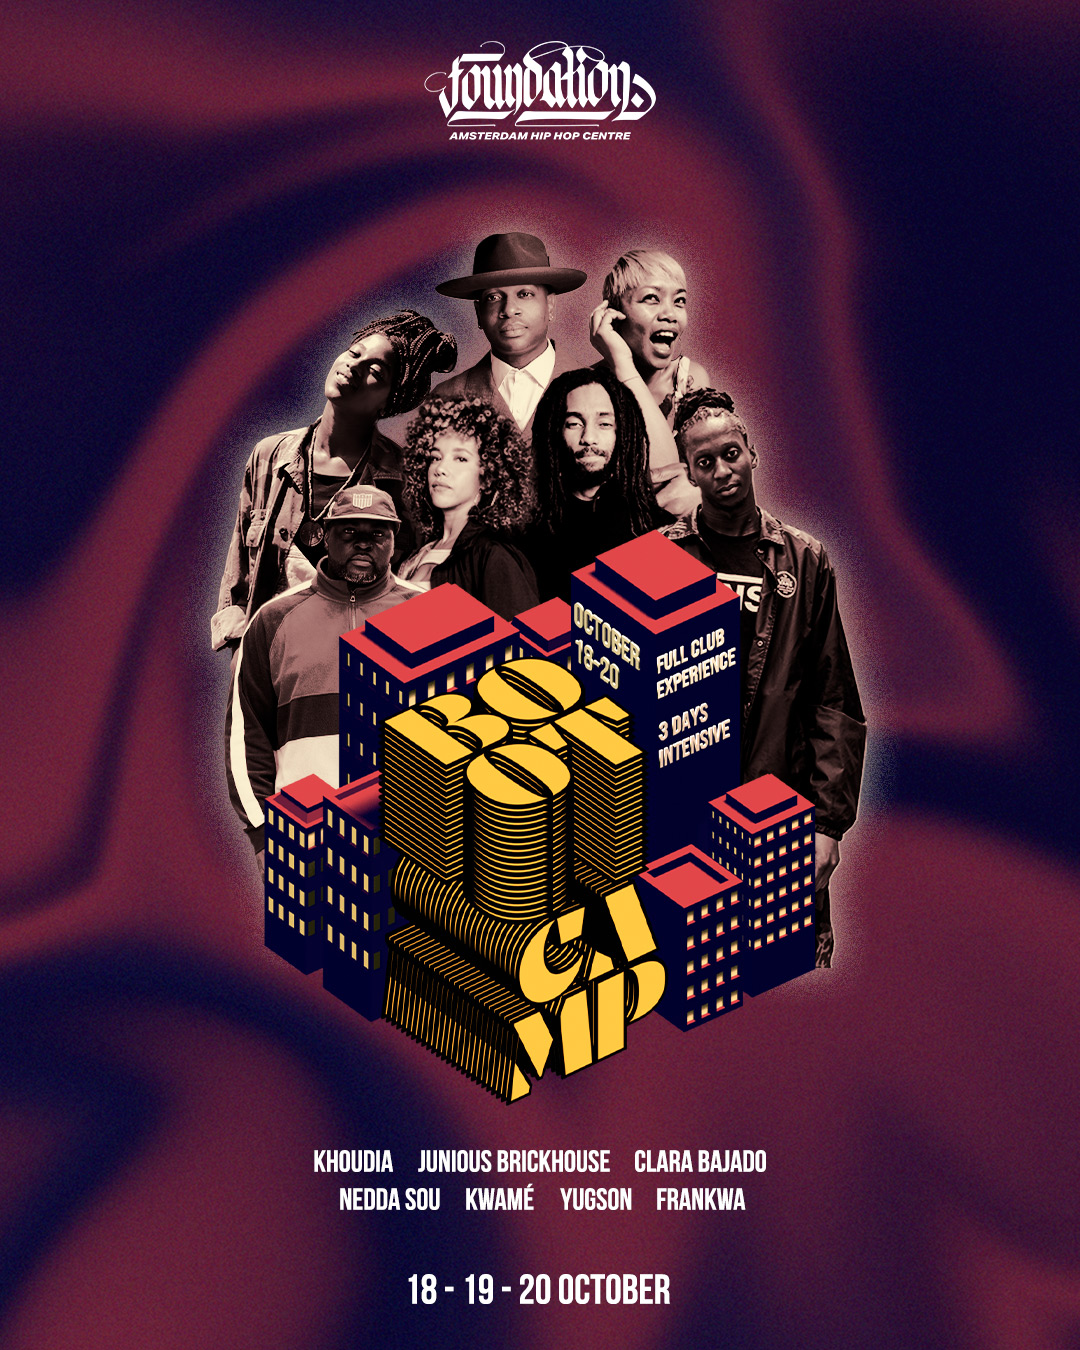 Foundation
AMSTERDAM HIP HOP CENTRE
OCTOBER
18-20
FULL CLUB
EXPERIENCE
3 DAYS
INTENSIVE
BOOT
CAMP
KHOUDIA JUNIOUS BRICKHOUSE CLARA BAJADO
NEDDA SOU KWAMÉ YUGSON FRANKWA
18 - 19 - 20 OCTOBER